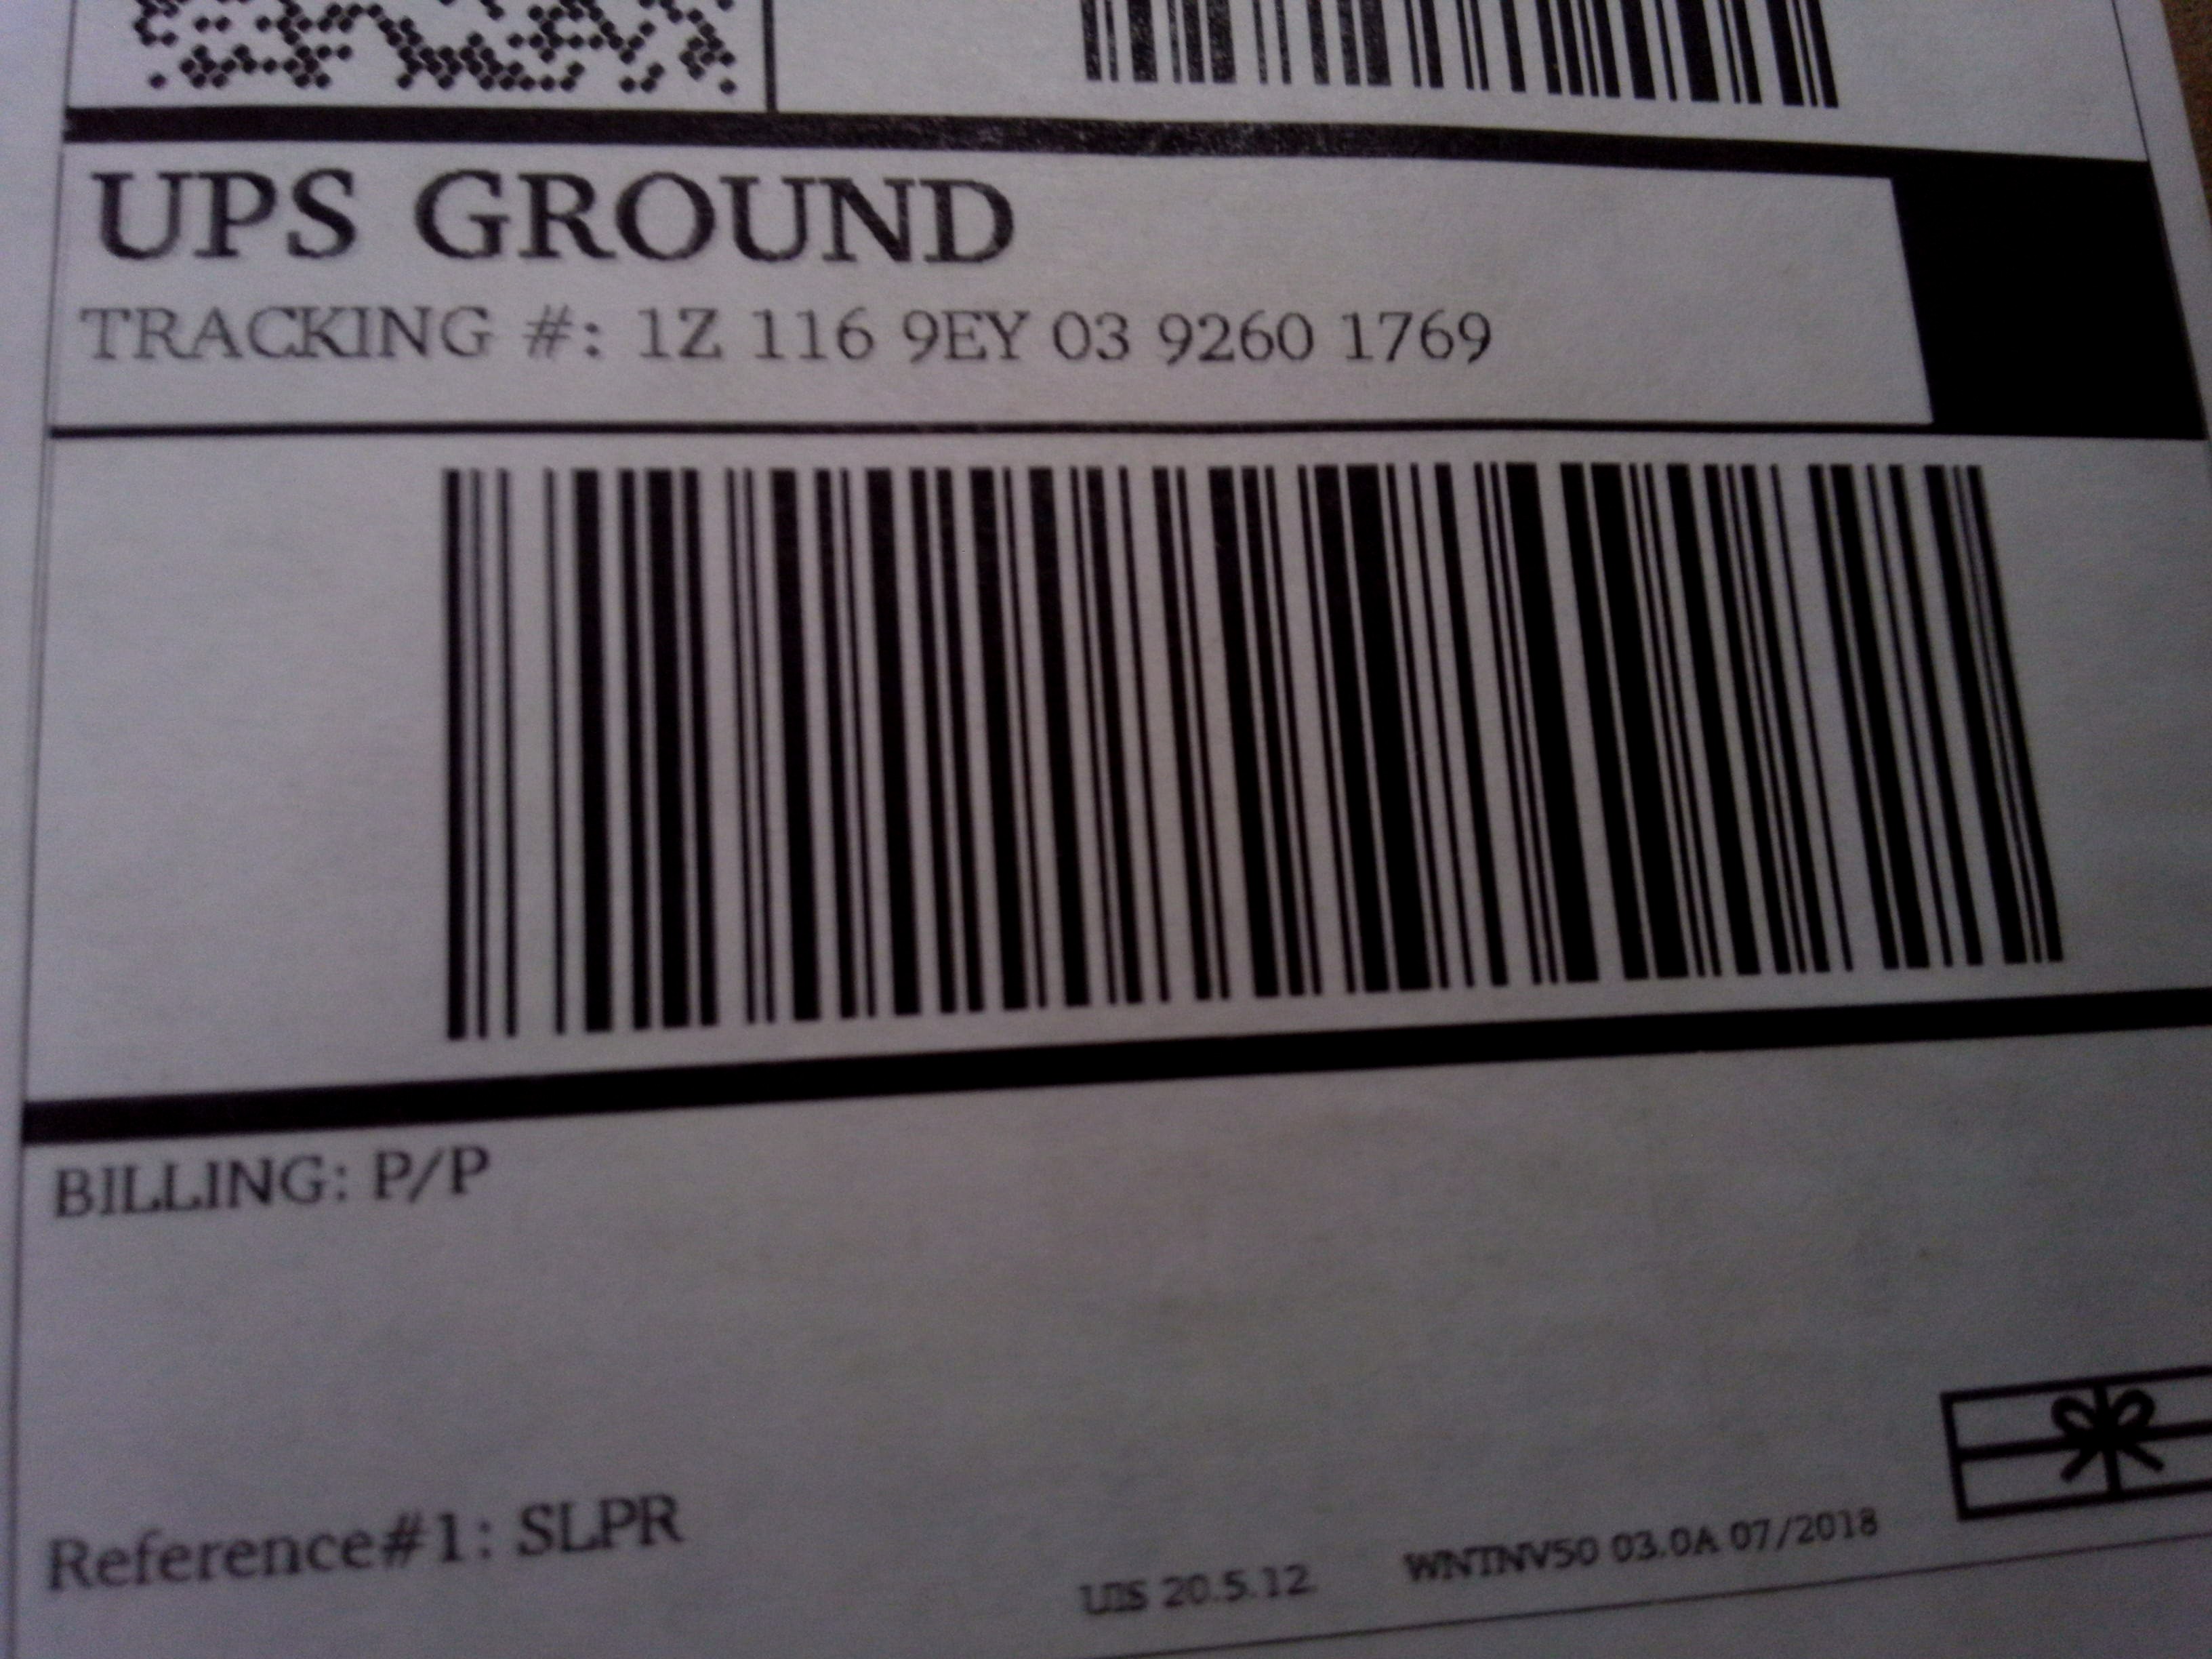 UPS GROUND
TRACKING #: 1Z 116 9EY 03 9260 1769
BILLING: P/P
Reference#1: SLPR
UIS 20.5.12 WNTNV50 03.0A 07/2018